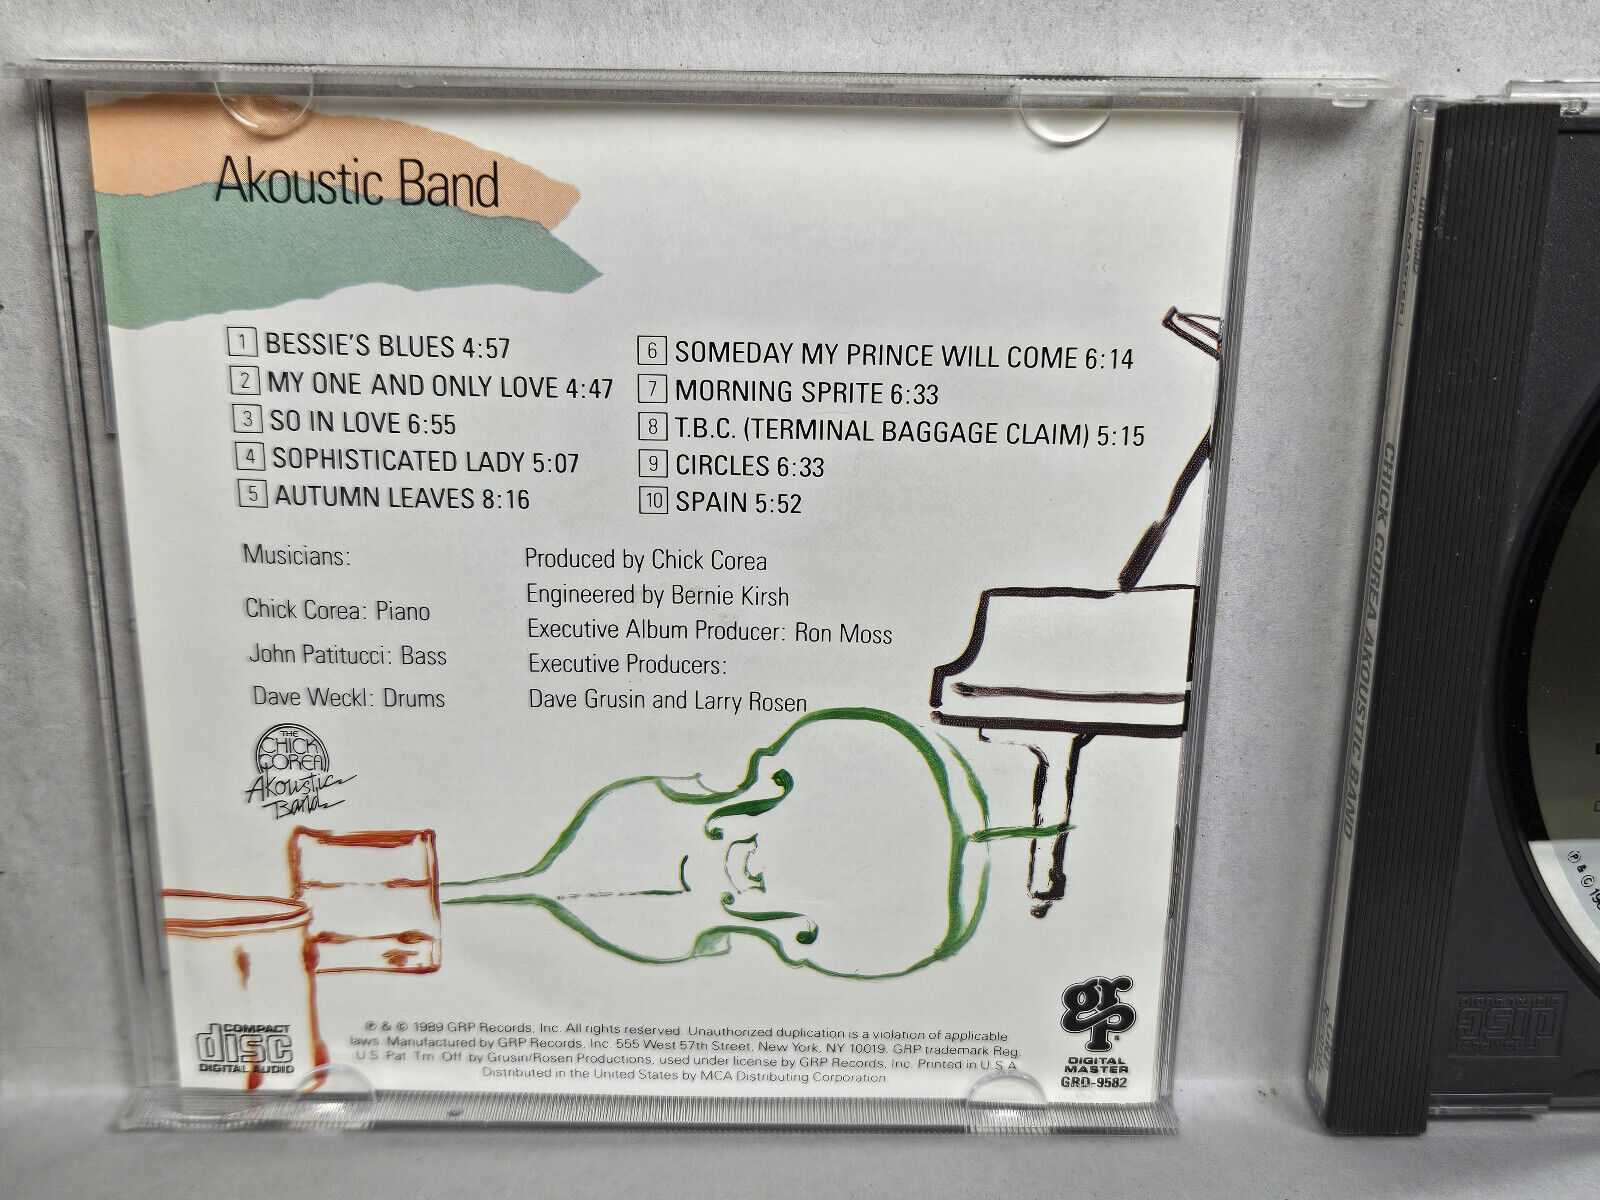 Akoustic Band
1 BESSIE'S BLUES 4:57
2 MY ONE AND ONLY LOVE 4:47
3 SO IN LOVE 6:55
4 SOPHISTICATED LADY 5:07
5 AUTUMN LEAVES 8:16
6 SOMEDAY MY PRINCE WILL COME 6:14
7 MORNING SPRITE 6:33
8 T.B.C. (TERMINAL BAGGAGE CLAIM) 5:15
9 CIRCLES 6:33
10 SPAIN 5:52
Musicians:
Chick Corea: Piano
John Patitucci: Bass
Dave Weckl: Drums
Produced by Chick Corea
Engineered by Bernie Kirsh
Executive Album Producer: Ron Moss
Executive Producers:
Dave Grusin and Larry Rosen
THE
CHICK
COREA
Akoustic
Band
COMPACT
disc
DIGITAL AUDIO
℗ & © 1989 GRP Records, Inc. All rights reserved. Unauthorized duplication is a violation of applicable
laws. Manufactured by GRP Records, Inc. 555 West 57th Street, New York, NY 10019. GRP trademark Reg.
U.S. Pat. Tm. Off. by Grusin/Rosen Productions, used under license by GRP Records, Inc. Printed in U.S.A.
Distributed in the United States by MCA Distributing Corporation.
grp
DIGITAL
MASTER
GRD-9582
CHICK COREA AKOUSTIC BAND
COMPACT
disc
DIGITAL AUDIO
℗ & ©